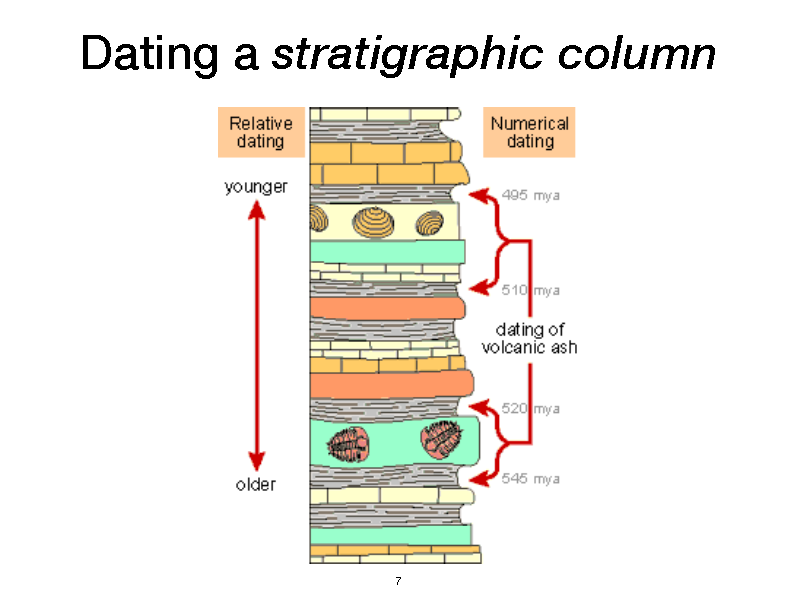 Dating a stratigraphic column
Relative
dating
Numerical
dating
younger
495 mya
510 mya
dating of
volcanic ash
520 mya
545 mya
older
7